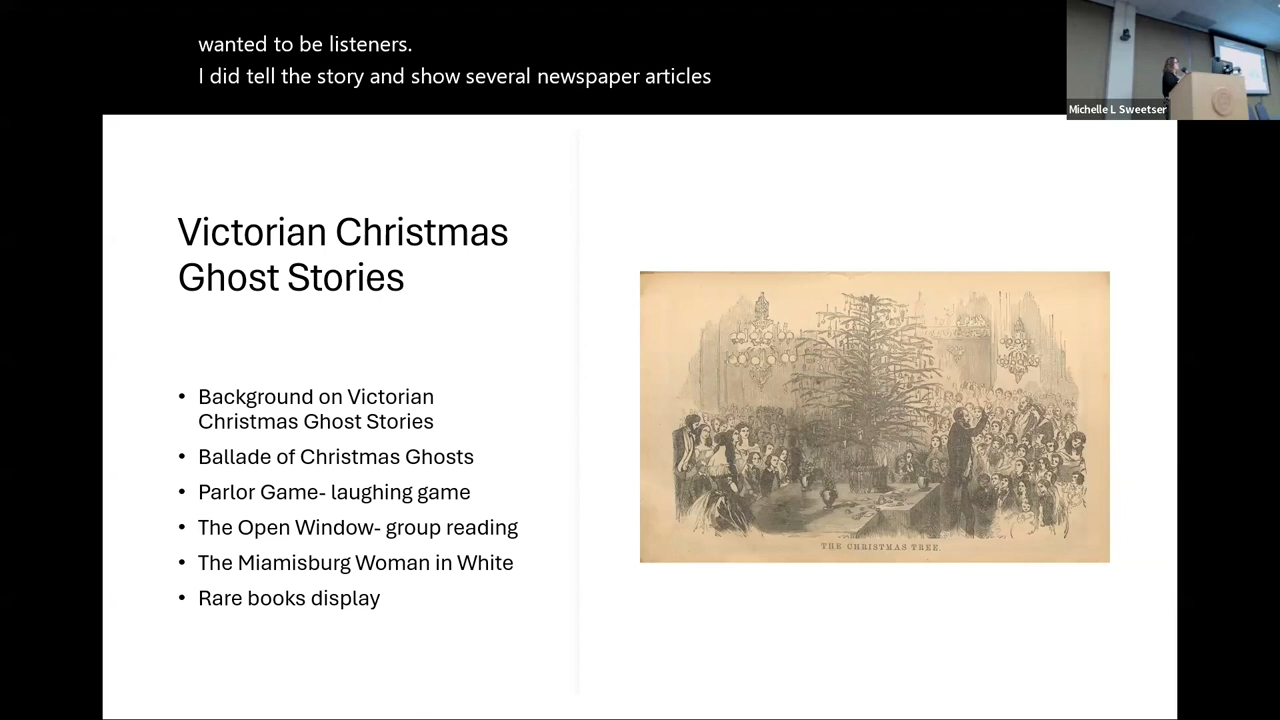 wanted to be listeners.
I did tell the story and show several newspaper articles
Michelle L Sweetser
Victorian Christmas
Ghost Stories
• Background on Victorian
Christmas Ghost Stories
• Ballade of Christmas Ghosts
• Parlor Game- laughing game
• The Open Window- group reading
• The Miamisburg Woman in White
• Rare books display
THE CHRISTMAS TREE.